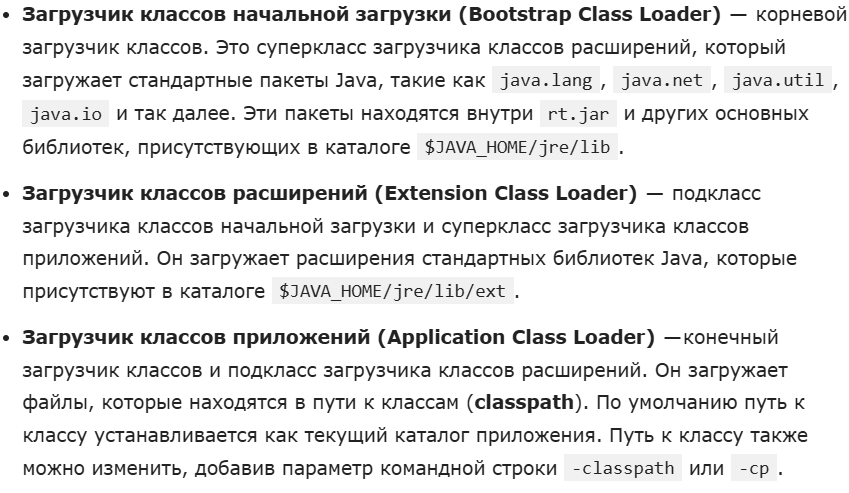 • Загрузчик классов начальной загрузки (Bootstrap Class Loader) — корневой
загрузчик классов. Это суперкласс загрузчика классов расширений, который
загружает стандартные пакеты Java, такие как java.lang, java.net, java.util,
java.io и так далее. Эти пакеты находятся внутри rt.jar и других основных
библиотек, присутствующих в каталоге $JAVA_HOME/jre/lib.
• Загрузчик классов расширений (Extension Class Loader) — подкласс
загрузчика классов начальной загрузки и суперкласс загрузчика классов
приложений. Он загружает расширения стандартных библиотек Java, которые
присутствуют в каталоге $JAVA_HOME/jre/lib/ext.
• Загрузчик классов приложений (Application Class Loader) —конечный
загрузчик классов и подкласс загрузчика классов расширений. Он загружает
файлы, которые находятся в пути к классам (classpath). По умолчанию путь к
классу устанавливается как текущий каталог приложения. Путь к классу также
можно изменить, добавив параметр командной строки -classpath или -cp.